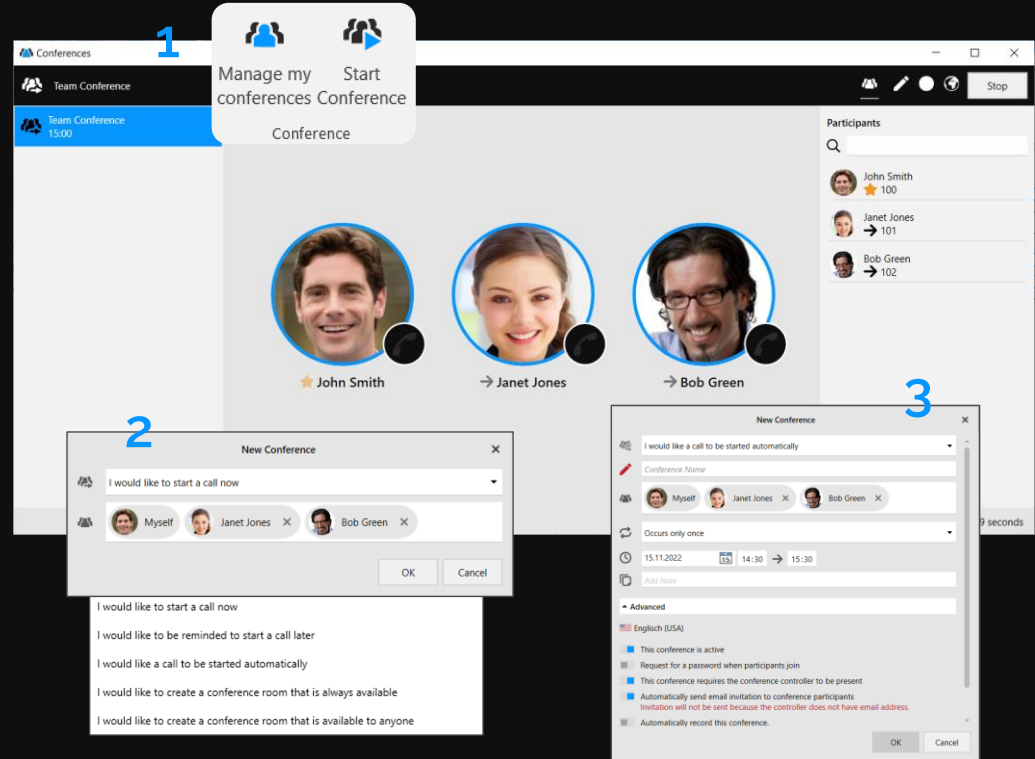 1
Conferences
Manage my conferences
Start Conference
Conference
Team Conference
Stop
Team Conference
15:00
Participants
John Smith
100
Janet Jones
101
Bob Green
102
John Smith
Janet Jones
Bob Green
9 seconds
2
New Conference
I would like to start a call now
Myself
Janet Jones
Bob Green
OK
Cancel
I would like to start a call now
I would like to be reminded to start a call later
I would like a call to be started automatically
I would like to create a conference room that is always available
I would like to create a conference room that is available to anyone
3
New Conference
I would like a call to be started automatically
Conference Name
Myself
Janet Jones
Bob Green
Occurs only once
15.11.2022
15
14:30
15:30
Add Note
Advanced
Englisch (USA)
This conference is active
Request for a password when participants join
This conference requires the conference controller to be present
Automatically send email invitation to conference participants
Invitation will not be sent because the controller does not have email address.
Automatically record this conference.
OK
Cancel